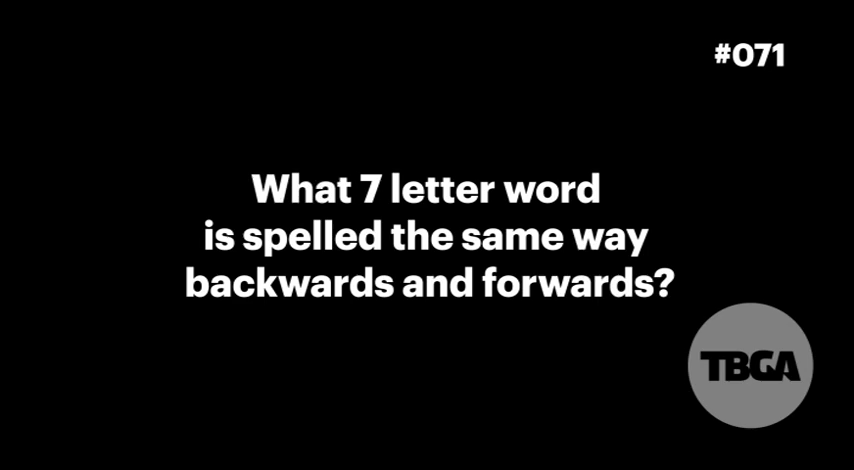 #071
What 7 letter word
is spelled the same way
backwards and forwards?
TBGA